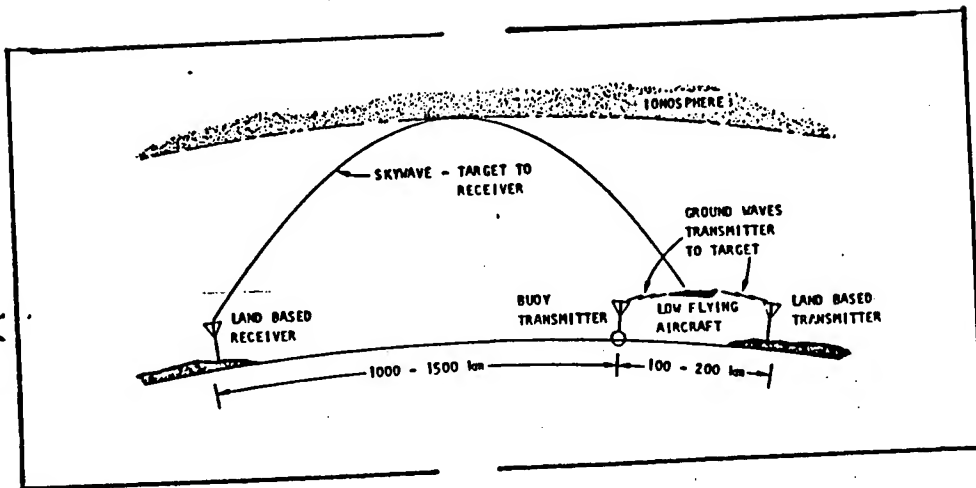 IONOSPHERE
SKYWAVE - TARGET TO
RECEIVER
GROUND WAVES
TRANSMITTER
TO TARGET
BUOY
TRANSMITTER
LOW FLYING
AIRCRAFT
LAND BASED
TRANSMITTER
LAND BASED
RECEIVER
1000 - 1500 km
100 - 200 km